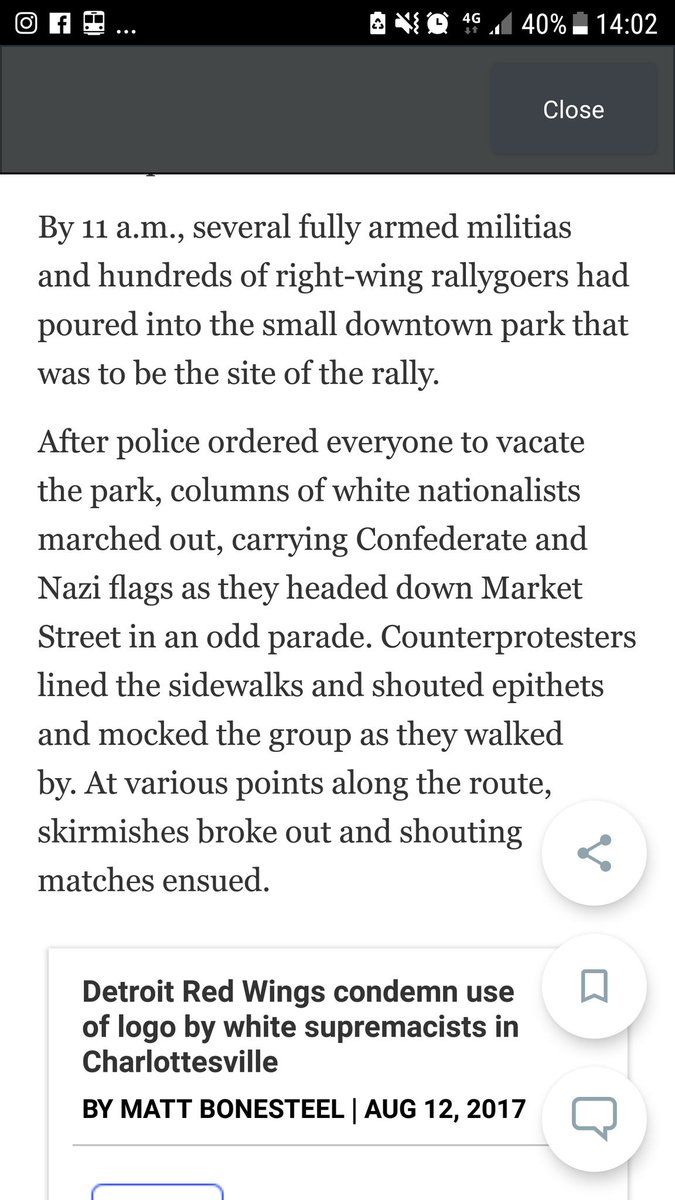 ... 4G 40% 14:02
Close
By 11 a.m., several fully armed militias
and hundreds of right-wing rallygoers had
poured into the small downtown park that
was to be the site of the rally.
After police ordered everyone to vacate
the park, columns of white nationalists
marched out, carrying Confederate and
Nazi flags as they headed down Market
Street in an odd parade. Counterprotesters
lined the sidewalks and shouted epithets
and mocked the group as they walked
by. At various points along the route,
skirmishes broke out and shouting
matches ensued.
Detroit Red Wings condemn use
of logo by white supremacists in
Charlottesville
BY MATT BONESTEEL | AUG 12, 2017